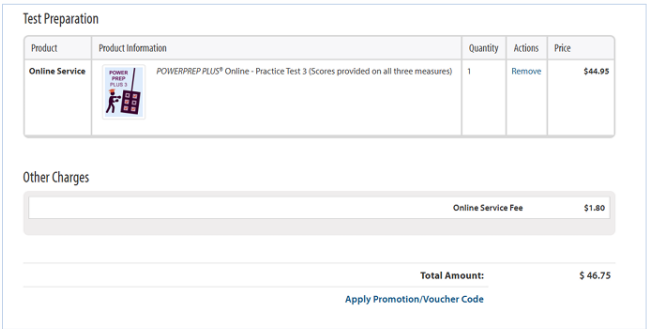 Test Preparation
Product Product Information Quantity Actions Price
Online Service POWERPREP PLUS® Online - Practice Test 3 (Scores provided on all three measures) 1 Remove $44.95
POWER
PREP
PLUS 3
Other Charges
Online Service Fee $1.80
Total Amount: $ 46.75
Apply Promotion/Voucher Code